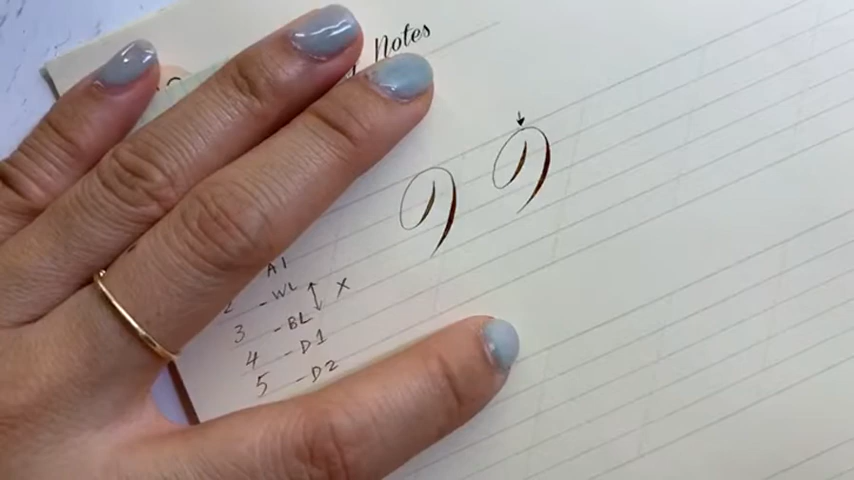 Notes
A1
2 - WL
X
3 - BL
4 - D1
5 - D2